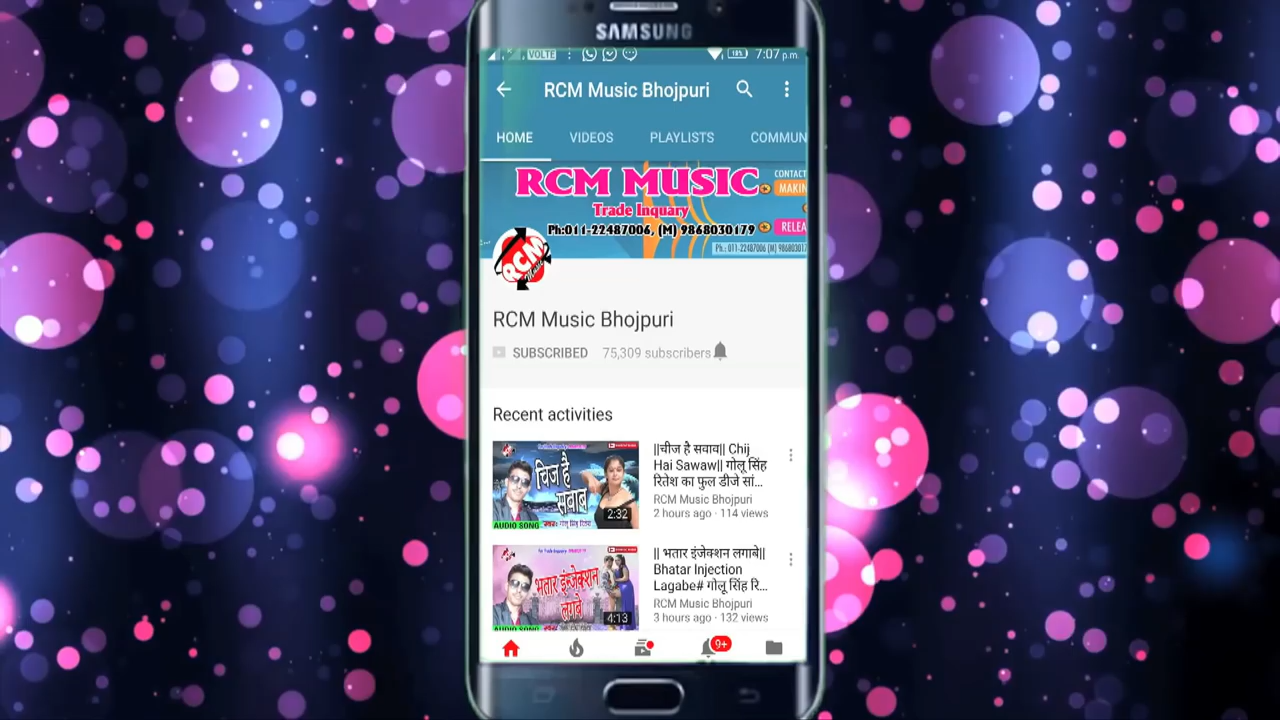 SAMSUNG
VOLTE 18% 7:07 p.m.
RCM Music Bhojpuri
HOME VIDEOS PLAYLISTS COMMUN
RCM MUSIC
CONTACT
MAKIN
Trade Inquary
Ph:011-22487006, (M) 9868030179
RELEA
Ph.: 011-22487006 (M) 986803017
RCM
Music
RCM Music Bhojpuri
SUBSCRIBED 75,309 subscribers
Recent activities
चिज है
सवाब
2:32
AUDIO SONG
||चीज है सवाव|| Chij
Hai Sawaw|| गोलू सिंह
रितेश का फुल डीजे सां...
RCM Music Bhojpuri
2 hours ago · 114 views
भतार इंजेक्शन
लगाबे
4:13
AUDIO SONG
|| भतार इंजेक्शन लगाबे||
Bhatar Injection
Lagabe# गोलू सिंह रि...
RCM Music Bhojpuri
3 hours ago · 132 views
9+